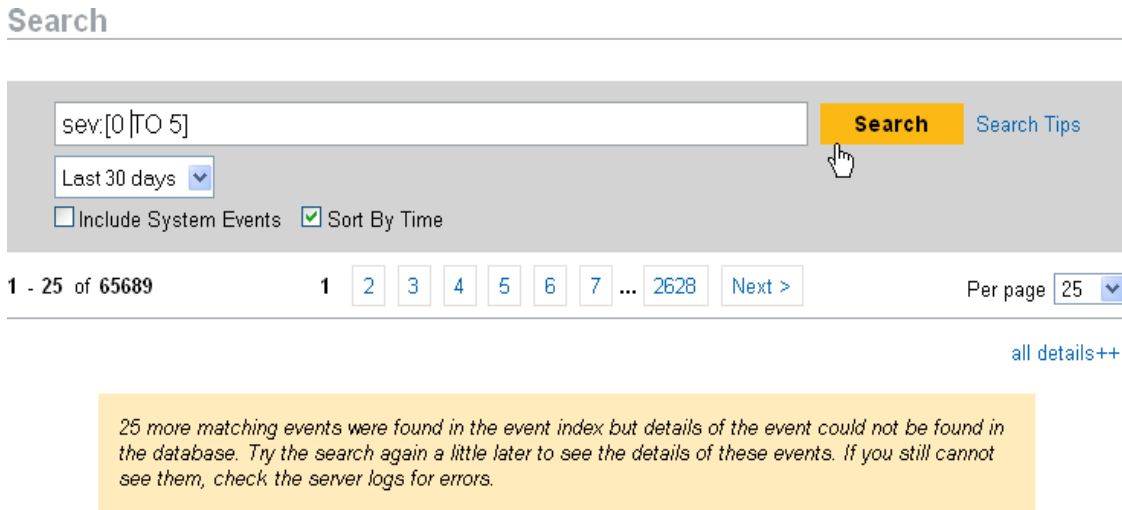 Search
sev:[0 TO 5]
Search
Search Tips
Last 30 days
Include System Events
Sort By Time
1 - 25 of 65689
1 2 3 4 5 6 7 ... 2628 Next >
Per page 25
all details++
25 more matching events were found in the event index but details of the event could not be found in
the database. Try the search again a little later to see the details of these events. If you still cannot
see them, check the server logs for errors.